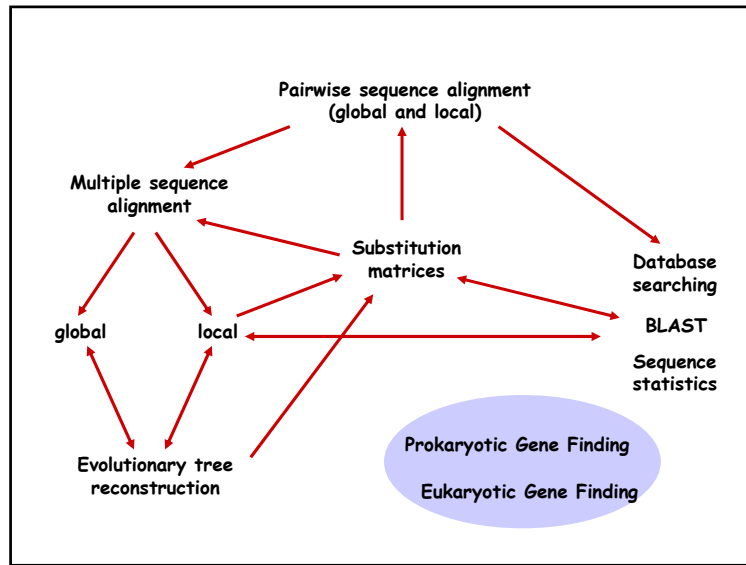 Pairwise sequence alignment
(global and local)
Multiple sequence
alignment
Substitution
matrices
Database
searching
BLAST
Sequence
statistics
global
local
Evolutionary tree
reconstruction
Prokaryotic Gene Finding
Eukaryotic Gene Finding